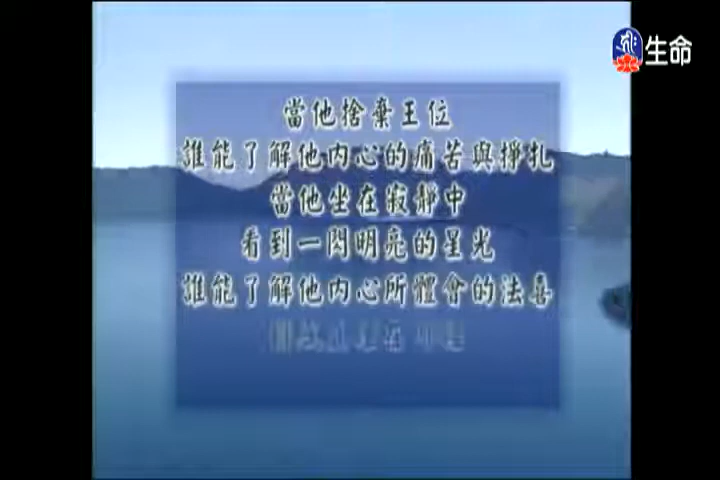 生命
當他捨棄王位
誰能了解他內心的痛苦與掙扎
當他坐在寂靜中
看到一閃明亮的星光
誰能了解他內心所體會的法喜